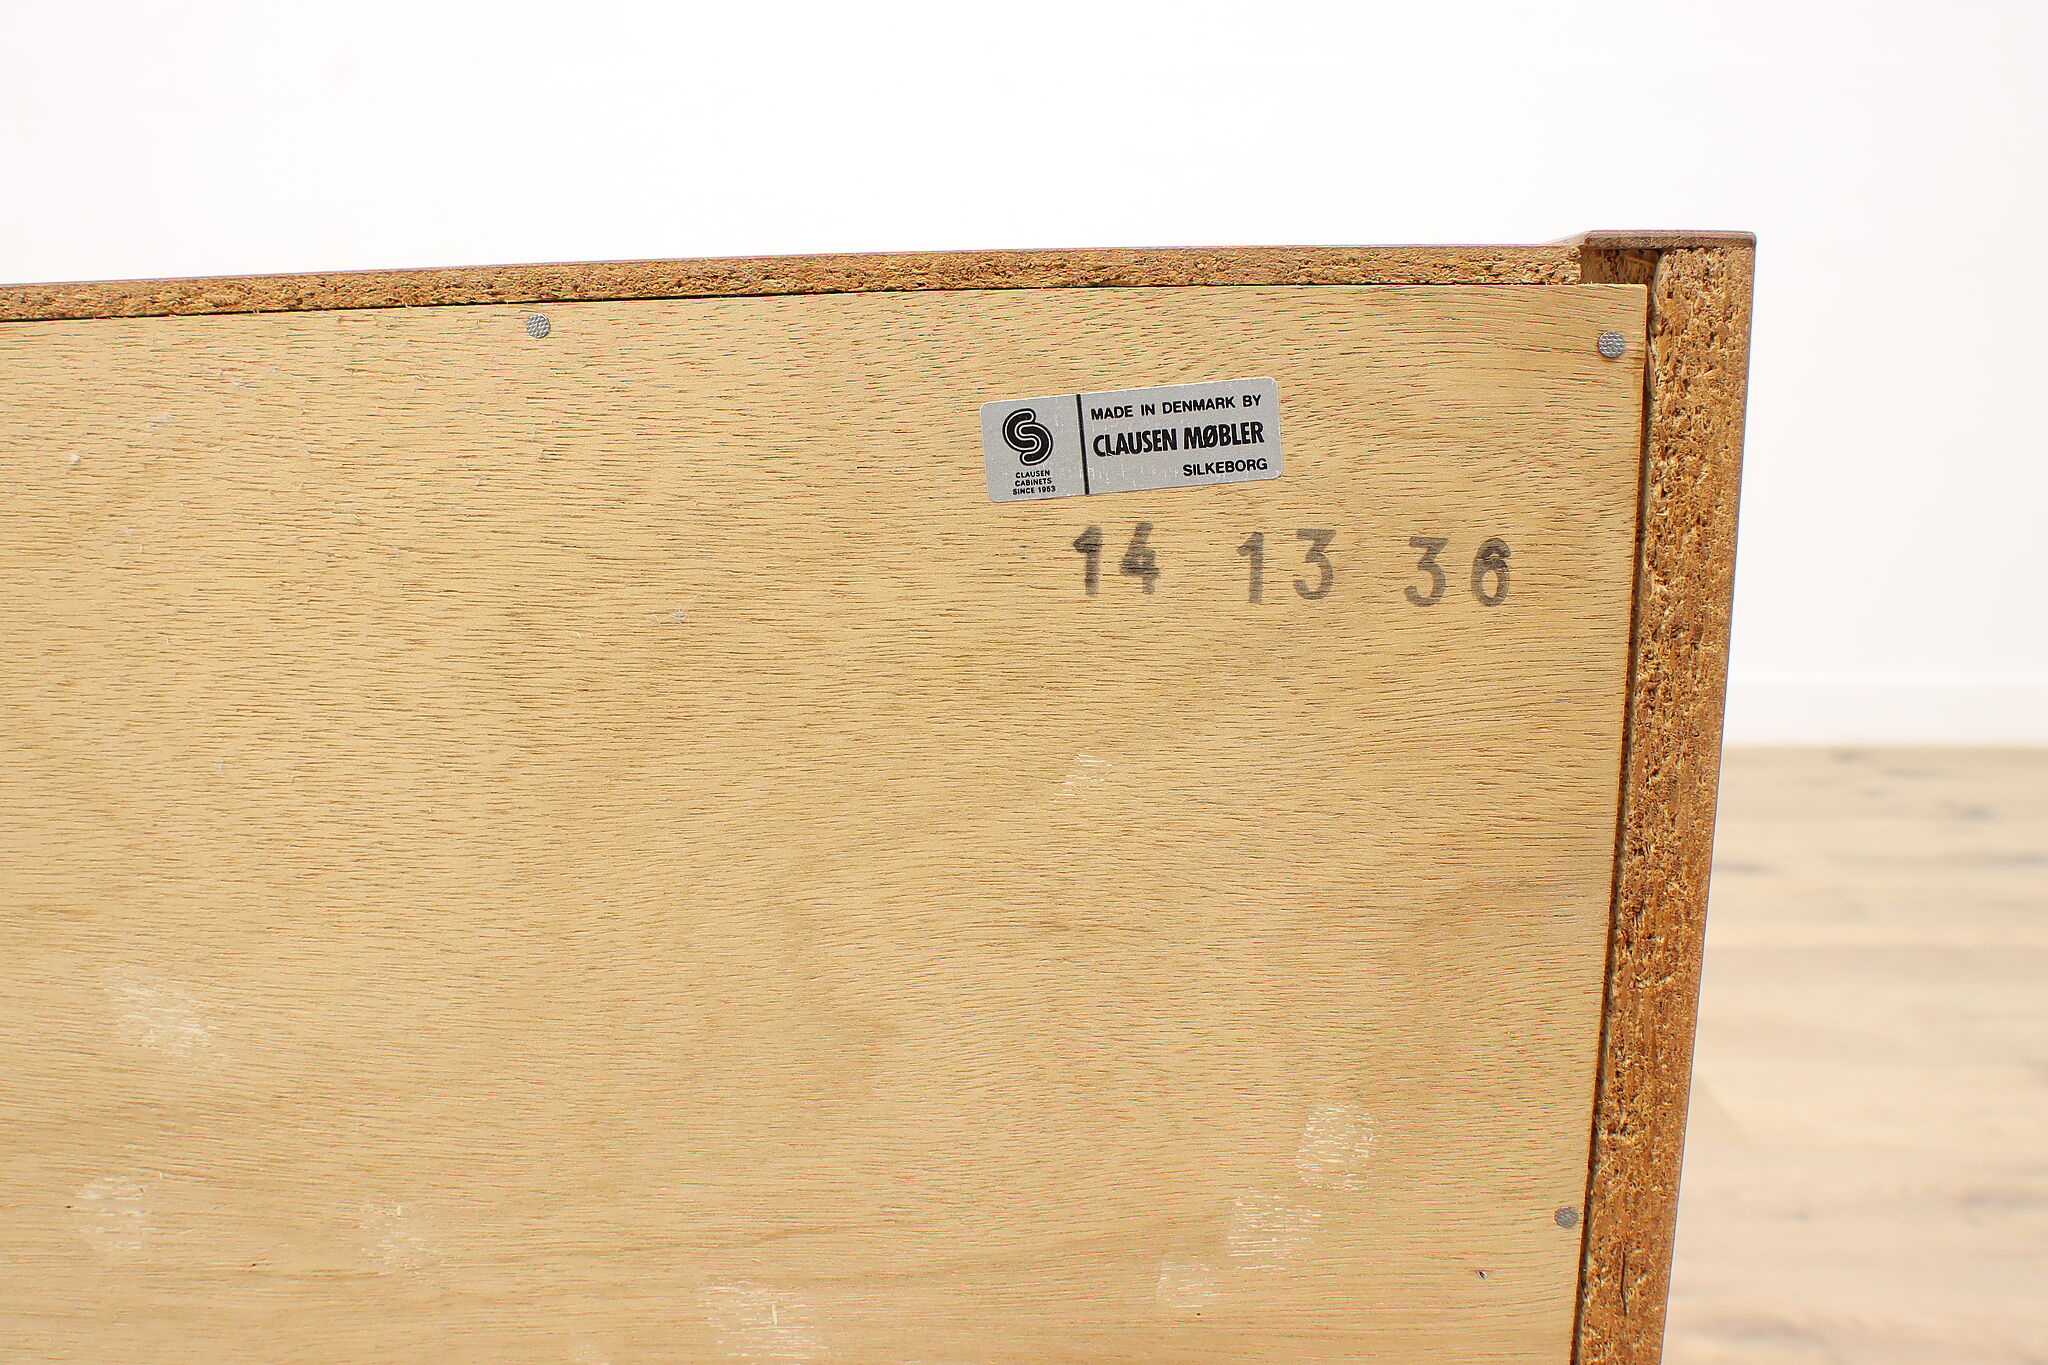 CLAUSEN
CABINETS
SINCE 1953
MADE IN DENMARK BY
CLAUSEN MØBLER
SILKEBORG
14 13 36